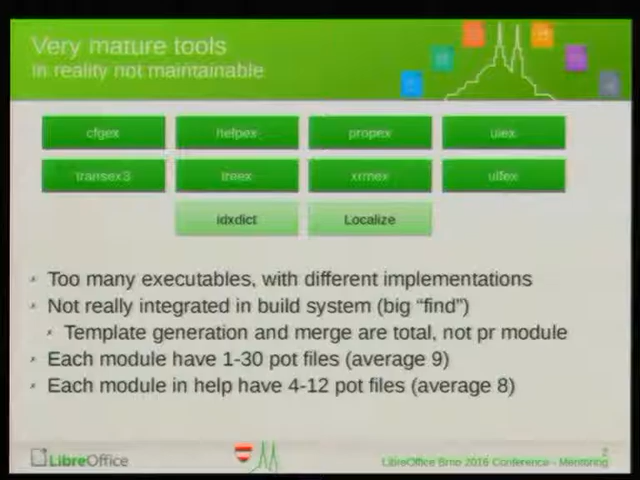 Very mature tools
In reality not maintainable
cfgex helpex propex uiex
transex3 treex xrmex ulfex
idxdict Localize
Too many executables, with different implementations
Not really integrated in build system (big “find”)
Template generation and merge are total, not pr module
Each module have 1-30 pot files (average 9)
Each module in help have 4-12 pot files (average 8)
LibreOffice
LibreOffice Brno 2016 Conference - Mentoring